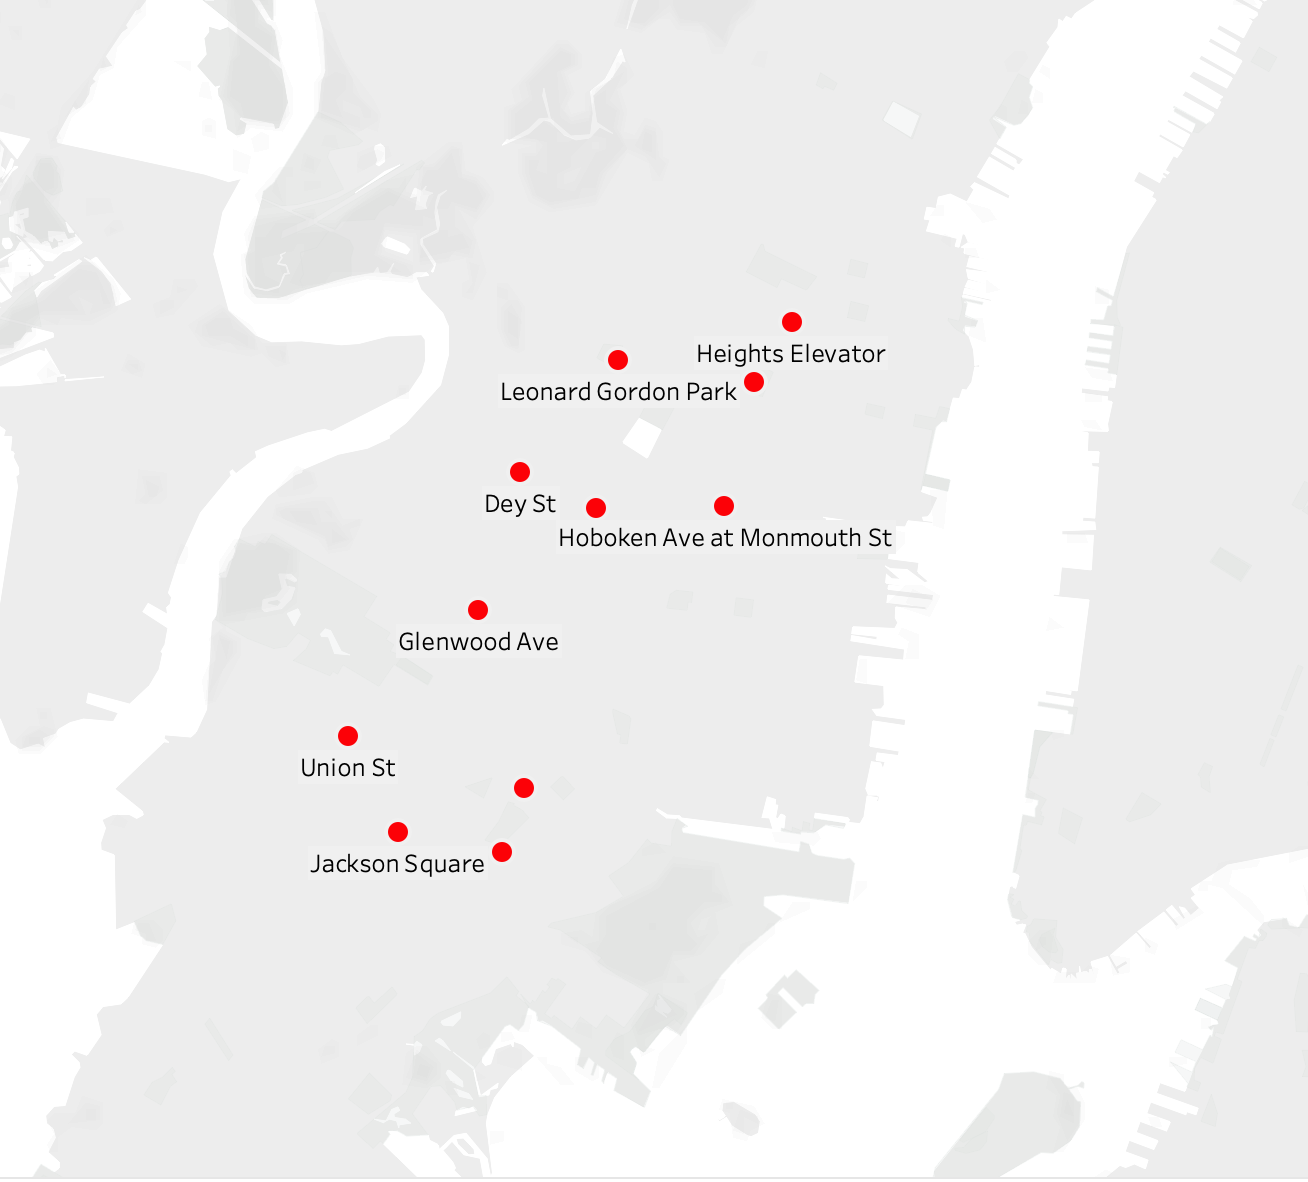 Heights Elevator
Leonard Gordon Park
Dey St
Hoboken Ave at Monmouth St
Glenwood Ave
Union St
Jackson Square